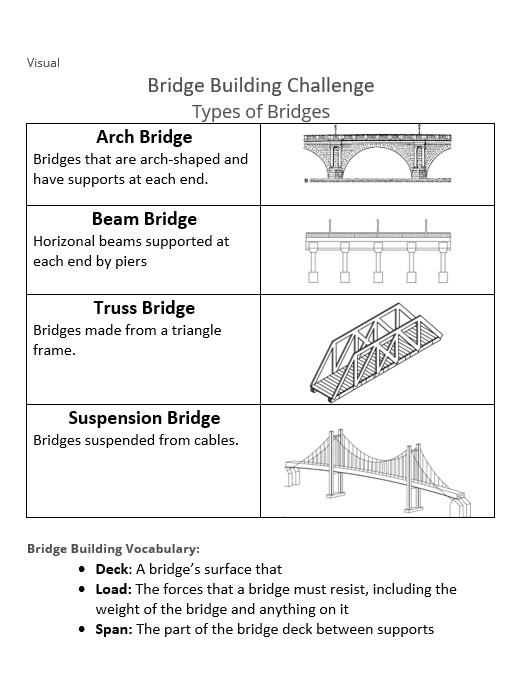 Visual
Bridge Building Challenge
Types of Bridges
Arch Bridge
Bridges that are arch-shaped and
have supports at each end.
Beam Bridge
Horizonal beams supported at
each end by piers
Truss Bridge
Bridges made from a triangle
frame.
Suspension Bridge
Bridges suspended from cables.
Bridge Building Vocabulary:
• Deck: A bridge’s surface that
• Load: The forces that a bridge must resist, including the
weight of the bridge and anything on it
• Span: The part of the bridge deck between supports